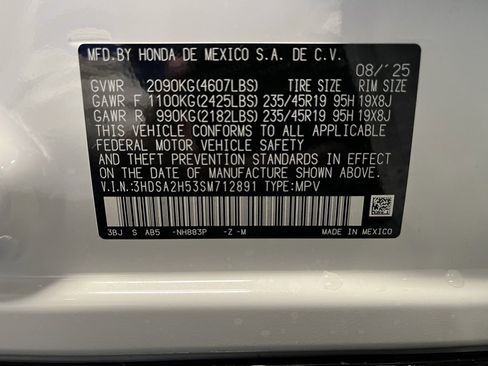 MFD.BY HONDA DE MEXICO S.A. DE C.V.
08/'25
GVWR 2090KG(4607LBS) TIRE SIZE RIM SIZE
GAWR F 1100KG(2425LBS) 235/45R19 95H 19X8J
GAWR R 990KG(2182LBS) 235/45R19 95H 19X8J
THIS VEHICLE CONFORMS TO ALL APPLICABLE
FEDERAL MOTOR VEHICLE SAFETY
AND THEFT PREVENTION STANDARDS IN EFFECT
ON THE DATE OF MANUFACTURE SHOWN ABOVE.
V.I.N:3HDSA2H53SM712891 TYPE:MPV
3BJ S AB5 -NH883P -Z -M
MADE IN MEXICO